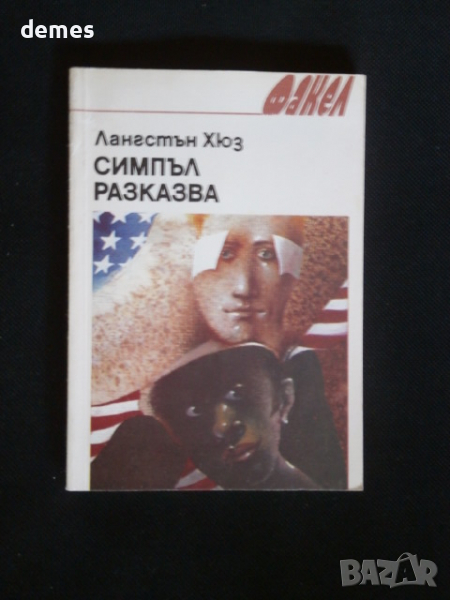 demes
Факел
Лангстън Хюз
СИМПЪЛ
РАЗКАЗВА
BAZAR